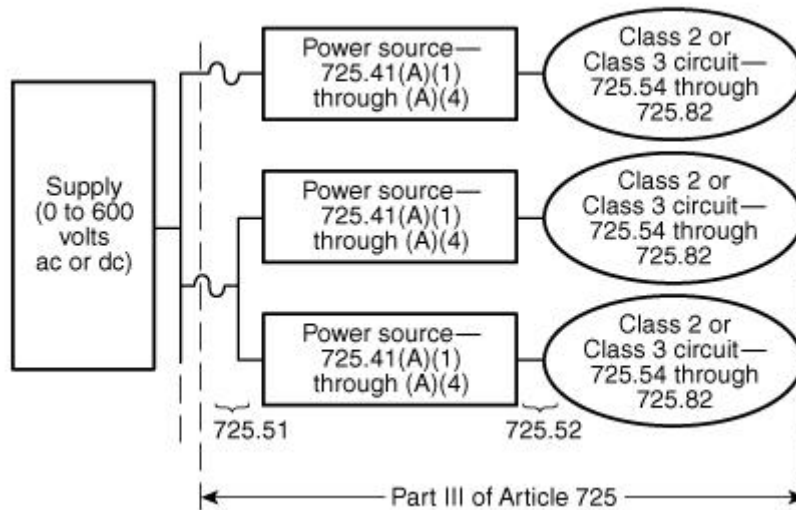 Supply
(0 to 600
volts
ac or dc)
Power source—
725.41(A)(1)
through (A)(4)
Class 2 or
Class 3 circuit—
725.54 through
725.82
Power source—
725.41(A)(1)
through (A)(4)
Class 2 or
Class 3 circuit—
725.54 through
725.82
Power source—
725.41(A)(1)
through (A)(4)
Class 2 or
Class 3 circuit—
725.54 through
725.82
725.51
725.52
Part III of Article 725